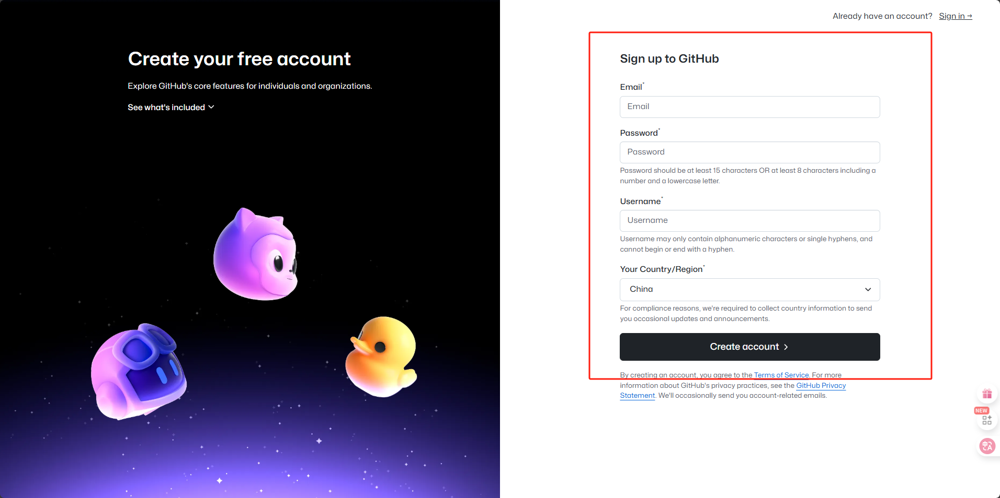 Create your free account
Explore GitHub's core features for individuals and organizations.
See what's included
Already have an account? Sign in →
Sign up to GitHub
Email*
Email
Password*
Password
Password should be at least 15 characters OR at least 8 characters including a
number and a lowercase letter.
Username*
Username
Username may only contain alphanumeric characters or single hyphens, and
cannot begin or end with a hyphen.
Your Country/Region*
China
For compliance reasons, we're required to collect country information to send
you occasional updates and announcements.
Create account
By creating an account, you agree to the Terms of Service. For more
information about GitHub's privacy practices, see the GitHub Privacy
Statement. We'll occasionally send you account-related emails.
NEW
中A